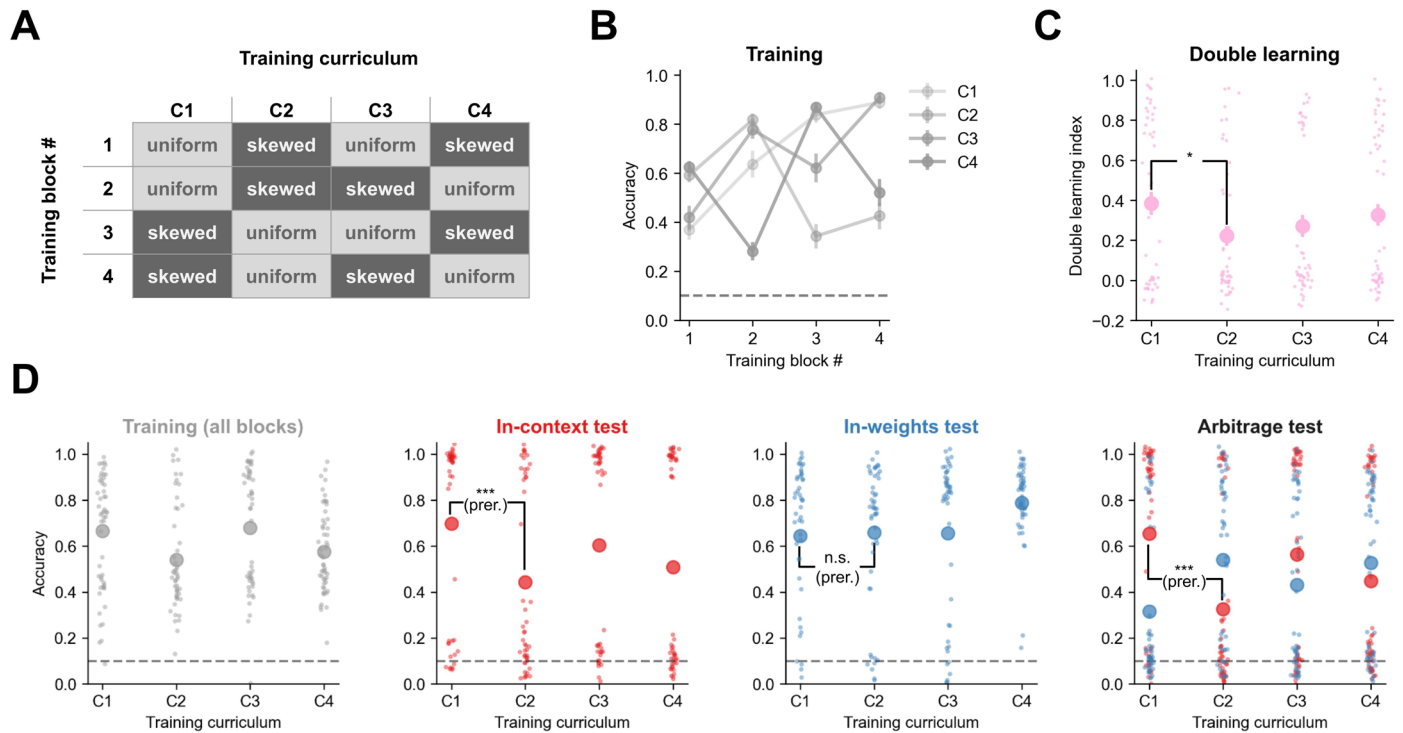 A
Training curriculum
C1 C2 C3 C4
Training block #
1 uniform skewed uniform skewed
2 uniform skewed skewed uniform
3 skewed uniform uniform skewed
4 skewed uniform skewed uniform
B
Training
Accuracy
1.0
0.8
0.6
0.4
0.2
0.0
1 2 3 4
Training block #
C1
C2
C3
C4
C
Double learning
Double learning index
1.0
0.8
0.6
0.4
0.2
0.0
−0.2
*
C1 C2 C3 C4
Training curriculum
D
Training (all blocks)
Accuracy
1.0
0.8
0.6
0.4
0.2
0.0
C1 C2 C3 C4
Training curriculum
In-context test
1.0
0.8
0.6
0.4
0.2
0.0
***
(prer.)
C1 C2 C3 C4
Training curriculum
In-weights test
1.0
0.8
0.6
0.4
0.2
0.0
n.s.
(prer.)
C1 C2 C3 C4
Training curriculum
Arbitrage test
1.0
0.8
0.6
0.4
0.2
0.0
***
(prer.)
C1 C2 C3 C4
Training curriculum